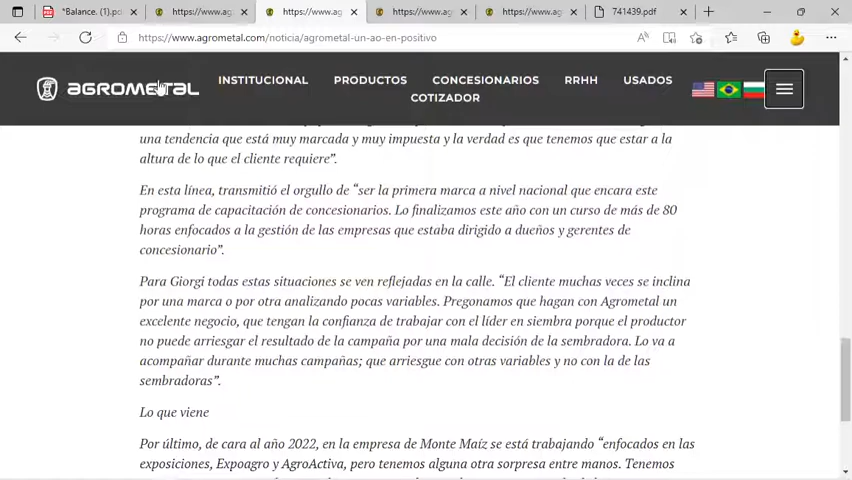 *Balance. (1).pc
https://www.ag
https://www.ag
https://www.ag
https://www.ag
741439.pdf
https://www.agrometal.com/noticia/agrometal-un-ao-en-positivo
AGROMETAL
INSTITUCIONAL PRODUCTOS CONCESIONARIOS RRHH USADOS
COTIZADOR
una tendencia que está muy marcada y muy impuesta y la verdad es que tenemos que estar a la
altura de lo que el cliente requiere”.
En esta línea, transmitió el orgullo de “ser la primera marca a nivel nacional que encara este
programa de capacitación de concesionarios. Lo finalizamos este año con un curso de más de 80
horas enfocados a la gestión de las empresas que estaba dirigido a dueños y gerentes de
concesionario”.
Para Giorgi todas estas situaciones se ven reflejadas en la calle. “El cliente muchas veces se inclina
por una marca o por otra analizando pocas variables. Pregonamos que hagan con Agrometal un
excelente negocio, que tengan la confianza de trabajar con el líder en siembra porque el productor
no puede arriesgar el resultado de la campaña por una mala decisión de la sembradora. Lo va a
acompañar durante muchas campañas; que arriesgue con otras variables y no con la de las
sembradoras”.
Lo que viene
Por último, de cara al año 2022, en la empresa de Monte Maíz se está trabajando “enfocados en las
exposiciones, Expoagro y AgroActiva, pero tenemos alguna otra sorpresa entre manos. Tenemos